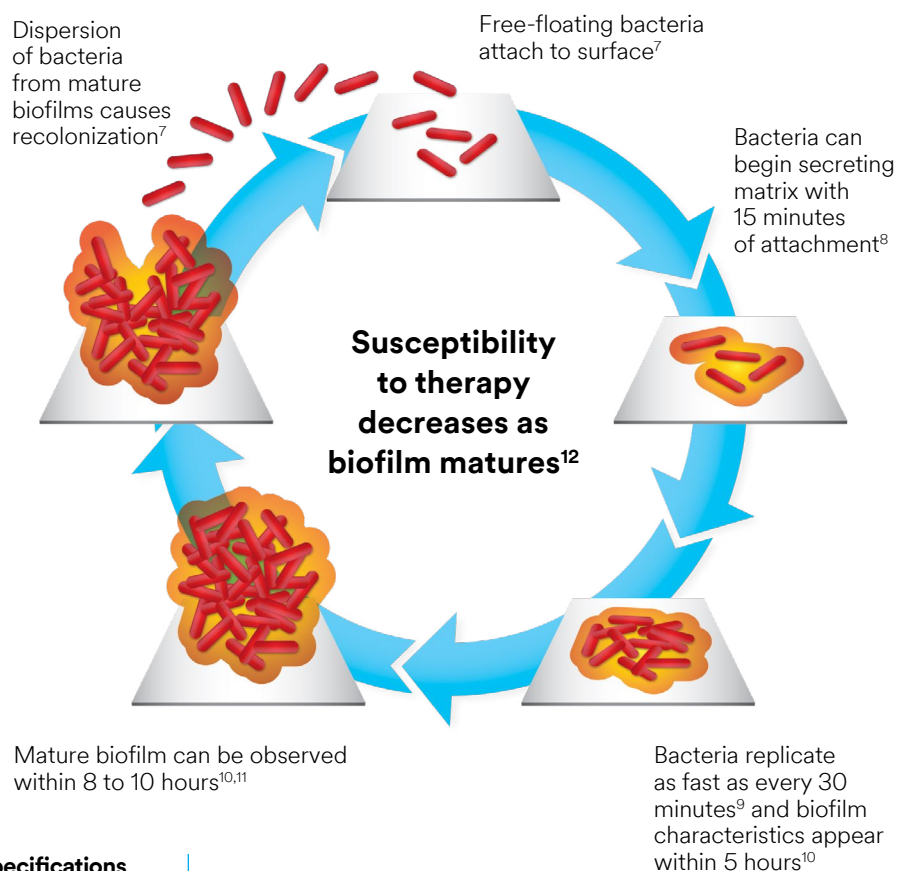 Dispersion
of bacteria
from mature
biofilms causes
recolonization⁷
Free-floating bacteria
attach to surface⁷
Bacteria can
begin secreting
matrix with
15 minutes
of attachment⁸
Susceptibility
to therapy
decreases as
biofilm matures¹²
Mature biofilm can be observed
within 8 to 10 hours¹⁰,¹¹
Bacteria replicate
as fast as every 30
minutes⁹ and biofilm
characteristics appear
within 5 hours¹⁰